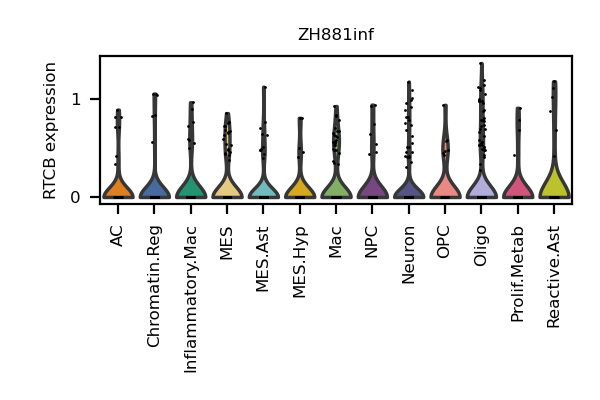 ZH881inf
RTCB expression
1
0
AC
Chromatin.Reg
Inflammatory.Mac
MES
MES.Ast
MES.Hyp
Mac
NPC
Neuron
OPC
Oligo
Prolif.Metab
Reactive.Ast